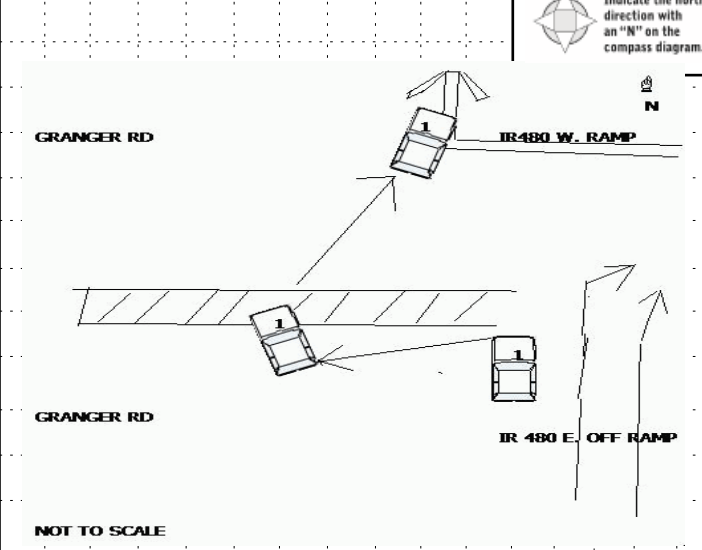 Indicate the north
direction with
an "N" on the
compass diagram.
N
GRANGER RD
1
IR480 W. RAMP
1
1
GRANGER RD
IR 480 E. OFF RAMP
NOT TO SCALE